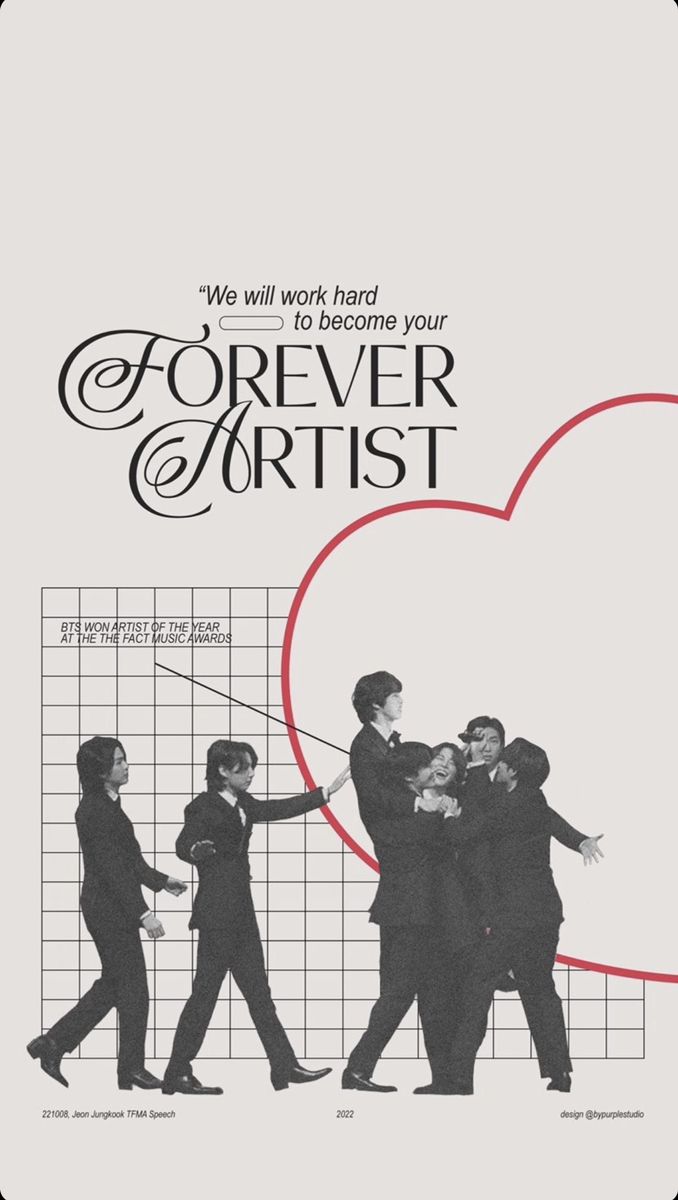 “We will work hard
to become your
FOREVER
ARTIST
BTS WON ARTIST OF THE YEAR
AT THE THE FACT MUSIC AWARDS
221008, Jeon Jungkook TFMA Speech
2022
design @bypurplestudio